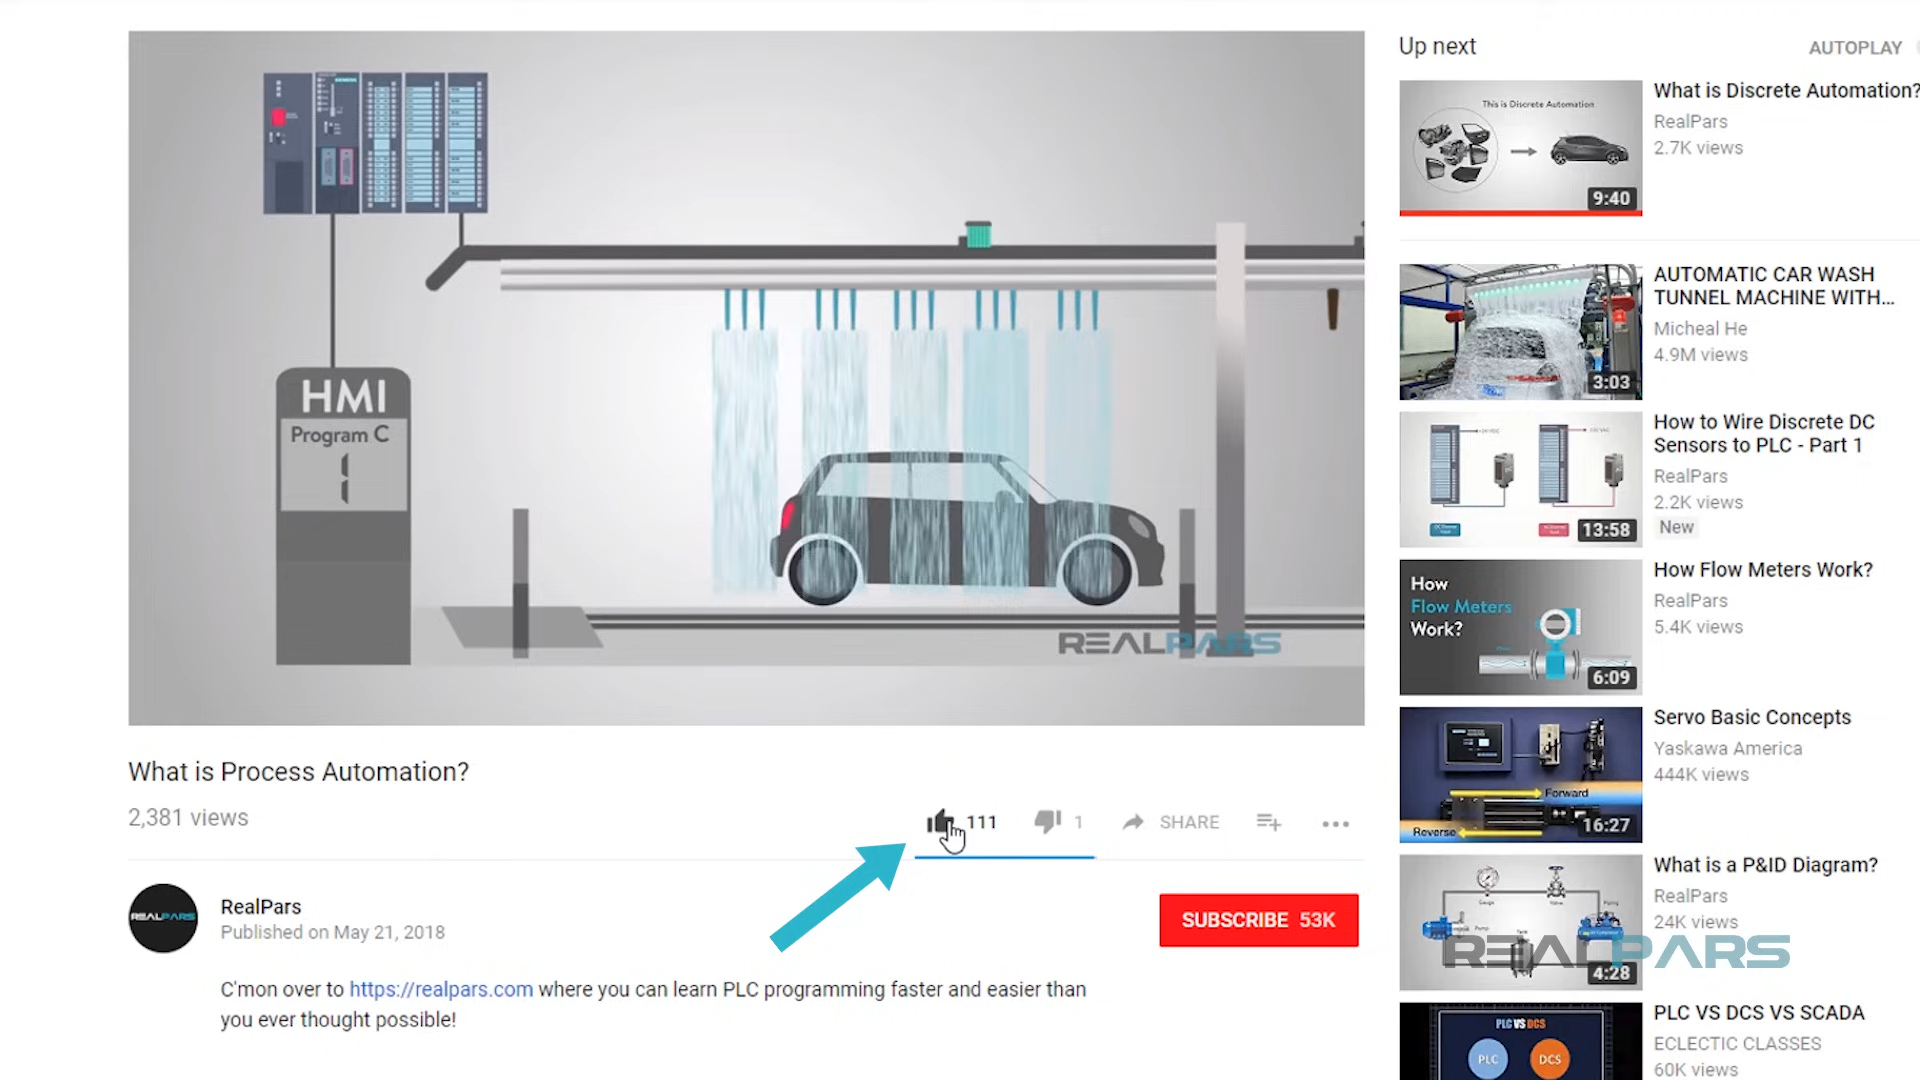 HMI
Program C
1
REALPARS
What is Process Automation?
2,381 views
111
1
SHARE
REALPARS
RealPars
Published on May 21, 2018
SUBSCRIBE 53K
C'mon over to https://realpars.com where you can learn PLC programming faster and easier than
you ever thought possible!
Up next
AUTOPLAY
This is Discrete Automation
9:40
What is Discrete Automation?
RealPars
2.7K views
3:03
AUTOMATIC CAR WASH
TUNNEL MACHINE WITH...
Micheal He
4.9M views
13:58
How to Wire Discrete DC
Sensors to PLC - Part 1
RealPars
2.2K views
New
How
Flow Meters
Work?
6:09
How Flow Meters Work?
RealPars
5.4K views
Forward
Reverse
16:27
Servo Basic Concepts
Yaskawa America
444K views
Gauge
Valve
Piping
Pump
Tank
4:28
What is a P&ID Diagram?
RealPars
24K views
REALPARS
PLC VS DCS
PLC
DCS
PLC VS DCS VS SCADA
ECLECTIC CLASSES
60K views